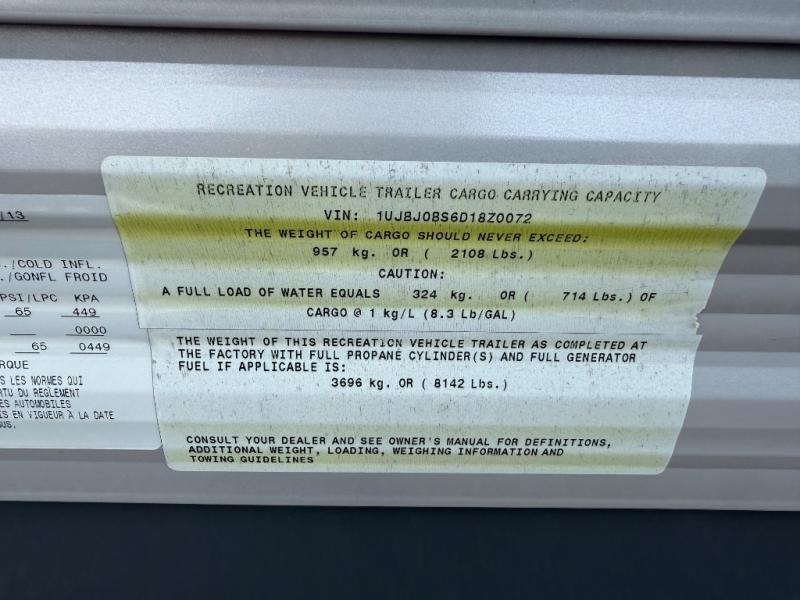 RECREATION VEHICLE TRAILER CARGO CARRYING CAPACITY
VIN: 1UJBJ0BS6D18Z0072
THE WEIGHT OF CARGO SHOULD NEVER EXCEED:
957 kg. OR ( 2108 Lbs.)
CAUTION:
A FULL LOAD OF WATER EQUALS 324 kg. OR ( 714 Lbs.) OF
CARGO @ 1 kg/L (8.3 Lb/GAL)
THE WEIGHT OF THIS RECREATION VEHICLE TRAILER AS COMPLETED AT
THE FACTORY WITH FULL PROPANE CYLINDER(S) AND FULL GENERATOR
FUEL IF APPLICABLE IS:
3696 kg. OR ( 8142 Lbs.)
CONSULT YOUR DEALER AND SEE OWNER'S MANUAL FOR DEFINITIONS,
ADDITIONAL WEIGHT, LOADING, WEIGHING INFORMATION AND
TOWING GUIDELINES
/13
./COLD INFL.
./GONFL FROID
PSI/LPC KPA
65 449
0000
65 0449
RQUE
S LES NORMES QUI
RTU DU REGLEMENT
ES AUTOMOBILES
IS EN VIGUEUR À LA DATE
US.